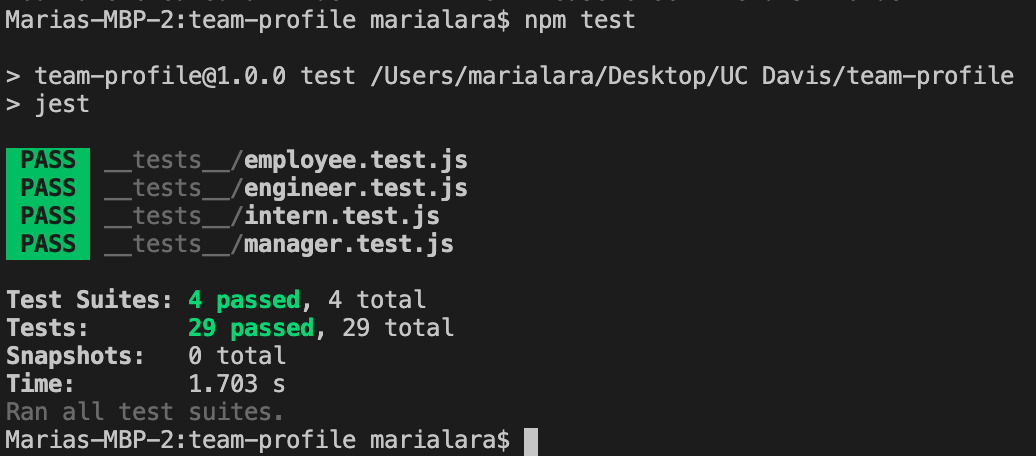 Marias-MBP-2:team-profile marialara$ npm test
> team-profile@1.0.0 test /Users/marialara/Desktop/UC Davis/team-profile
> jest
PASS __tests__/employee.test.js
PASS __tests__/engineer.test.js
PASS __tests__/intern.test.js
PASS __tests__/manager.test.js
Test Suites: 4 passed, 4 total
Tests: 29 passed, 29 total
Snapshots: 0 total
Time: 1.703 s
Ran all test suites.
Marias-MBP-2:team-profile marialara$